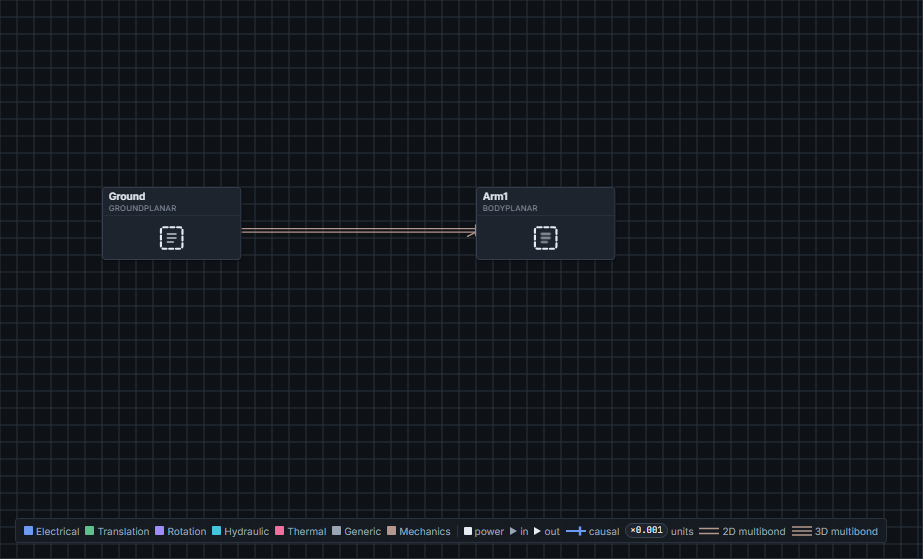 Ground
GROUNDPLANAR
Arm1
BODYPLANAR
Electrical Translation Rotation Hydraulic Thermal Generic Mechanics power in out causal ×0.001 units 2D multibond 3D multibond